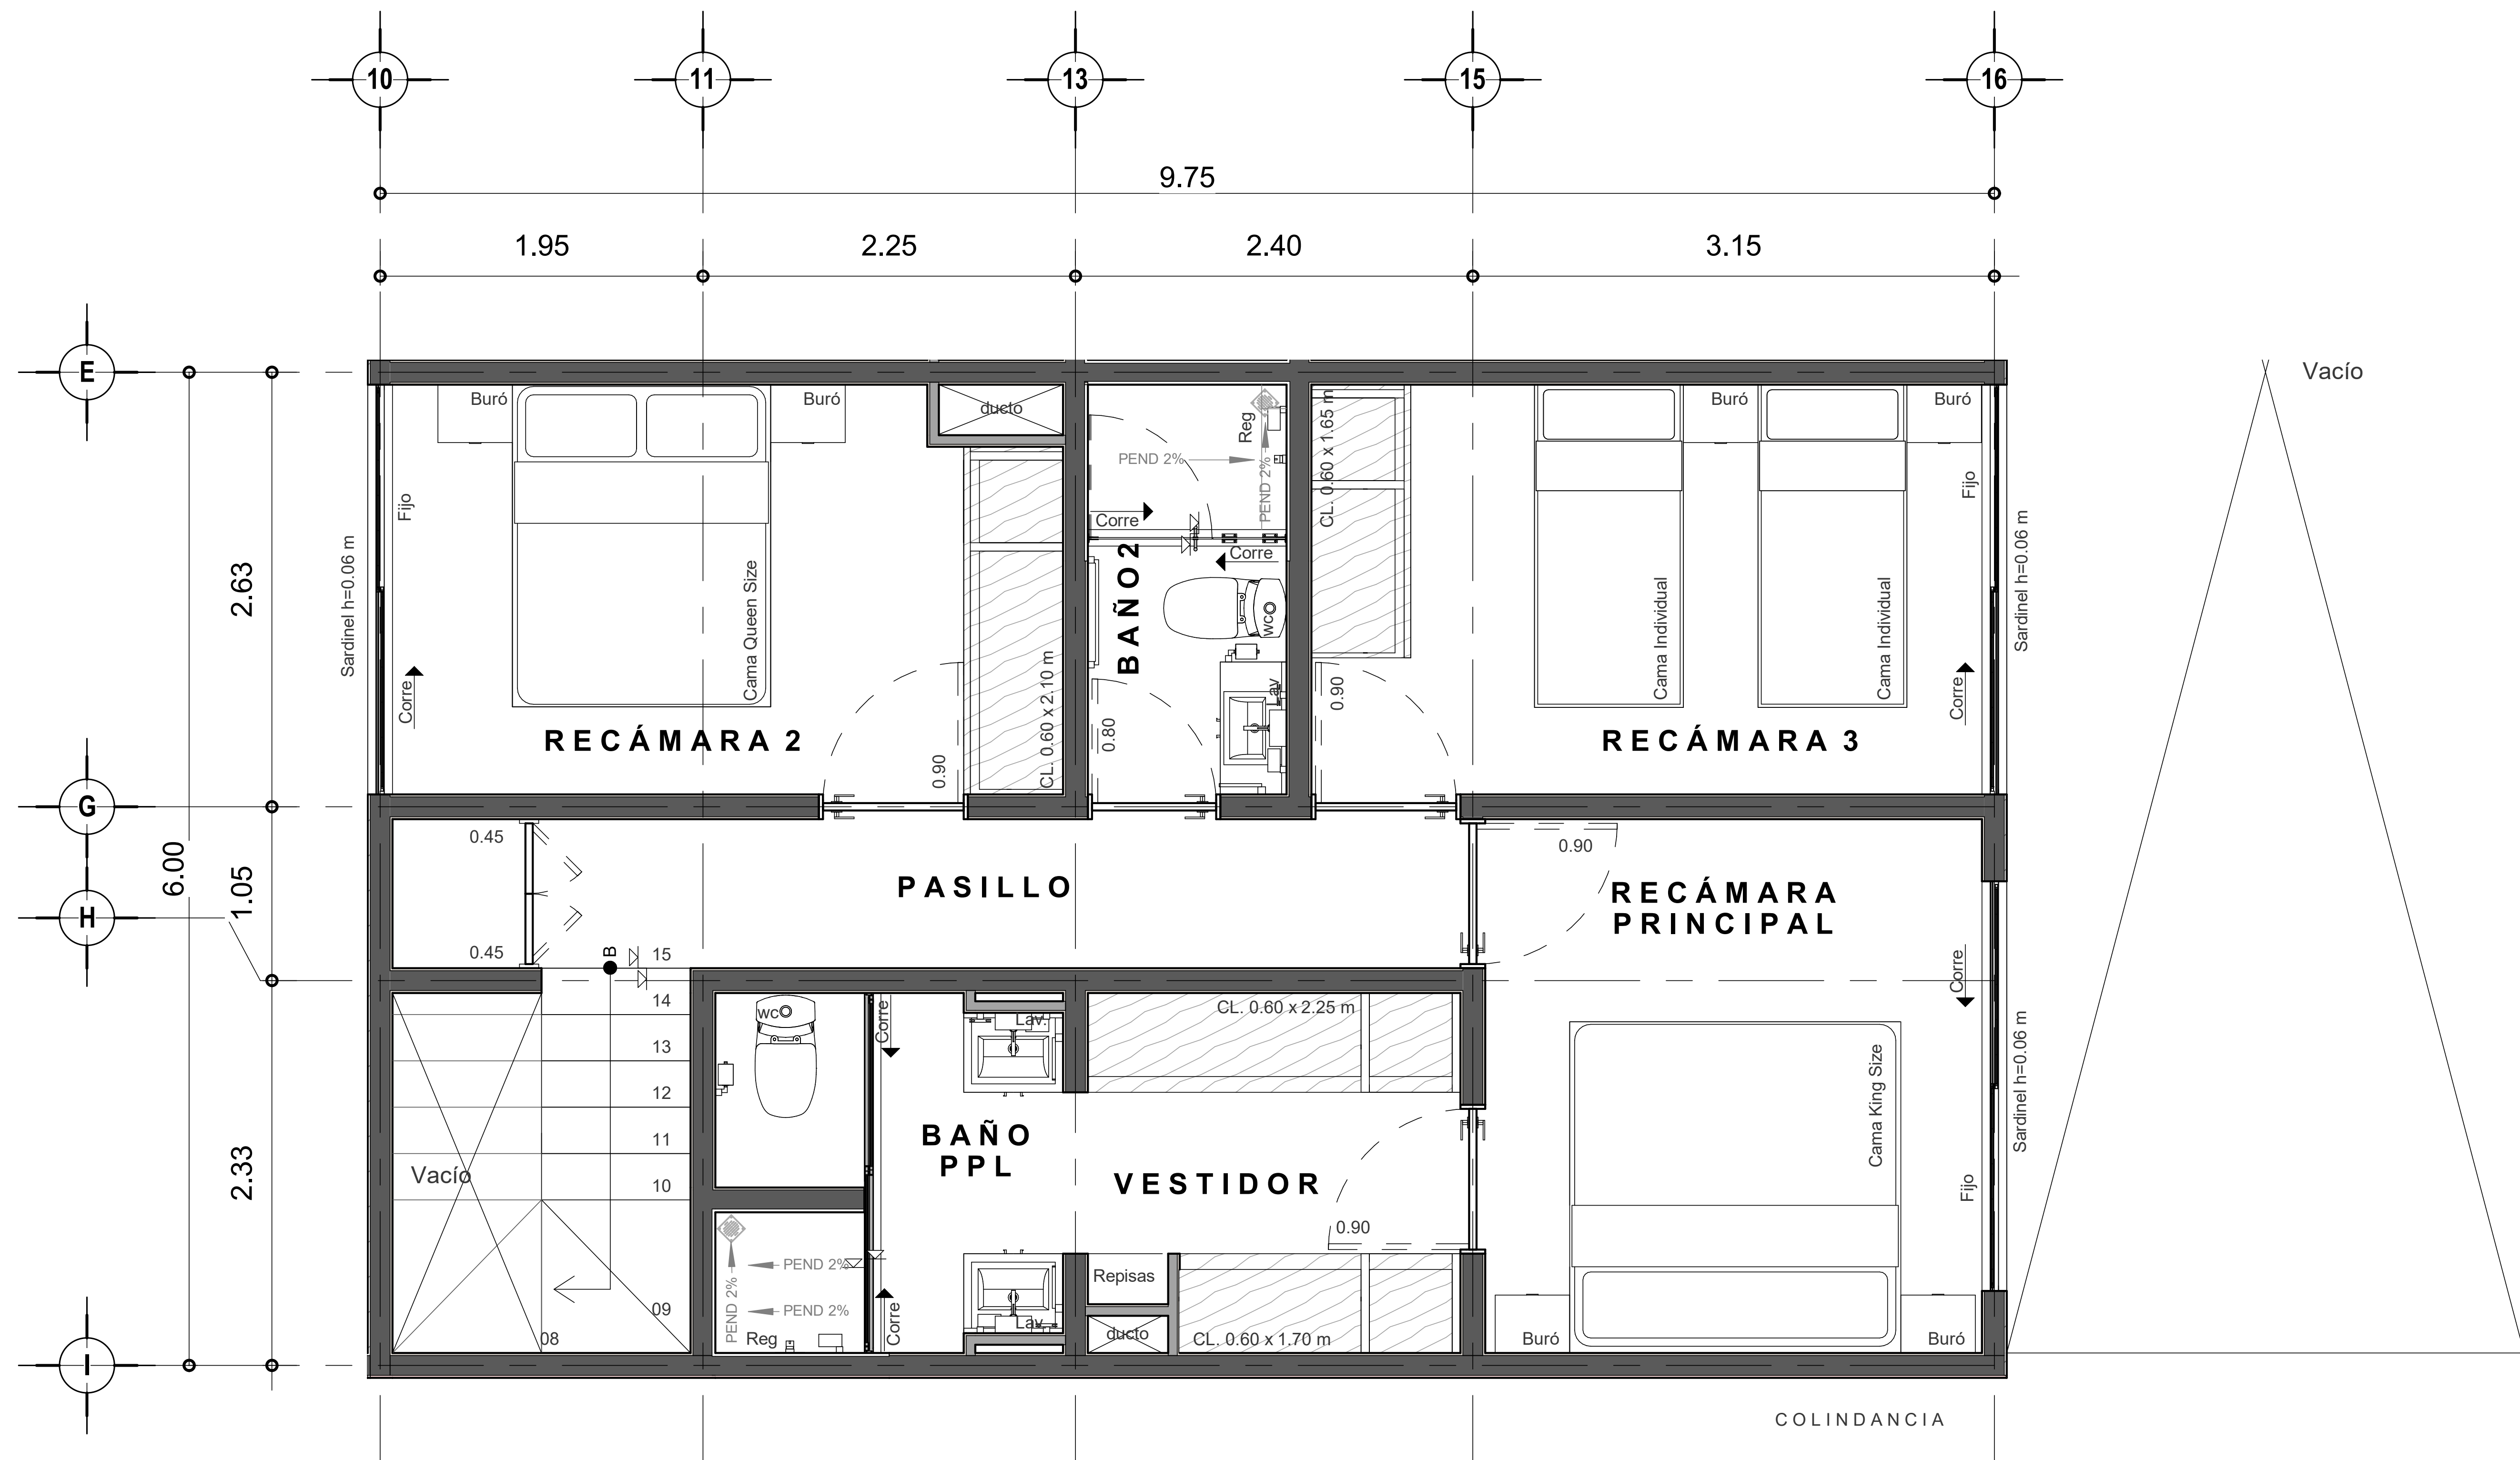 10
11
13
15
16
9.75
1.95
2.25
2.40
3.15
E
G
H
I
6.00
2.63
1.05
2.33
Vacío
Sardinel h=0.06 m
Fijo
Corre
Buró
Buró
Cama Queen Size
RECÁMARA 2
0.90
ducto
CL. 0.60 x 2.10 m
Reg
PEND 2%
PEND 2%
Corre
Corre
BAÑO 2
wc
Lav
0.80
CL. 0.60 x 1.65 m
0.90
Buró
Buró
Cama Individual
Cama Individual
Fijo
Corre
RECÁMARA 3
Sardinel h=0.06 m
0.45
0.45
PASILLO
0.90
RECÁMARA
PRINCIPAL
B
15
14
13
12
11
10
09
08
Vacío
wc
Corre
Lav.
BAÑO
PPL
PEND 2%
PEND 2%
PEND 2%
Reg
Corre
Lav.
CL. 0.60 x 2.25 m
VESTIDOR
0.90
Repisas
ducto
CL. 0.60 x 1.70 m
Corre
Cama King Size
Fijo
Buró
Buró
Sardinel h=0.06 m
COLINDANCIA